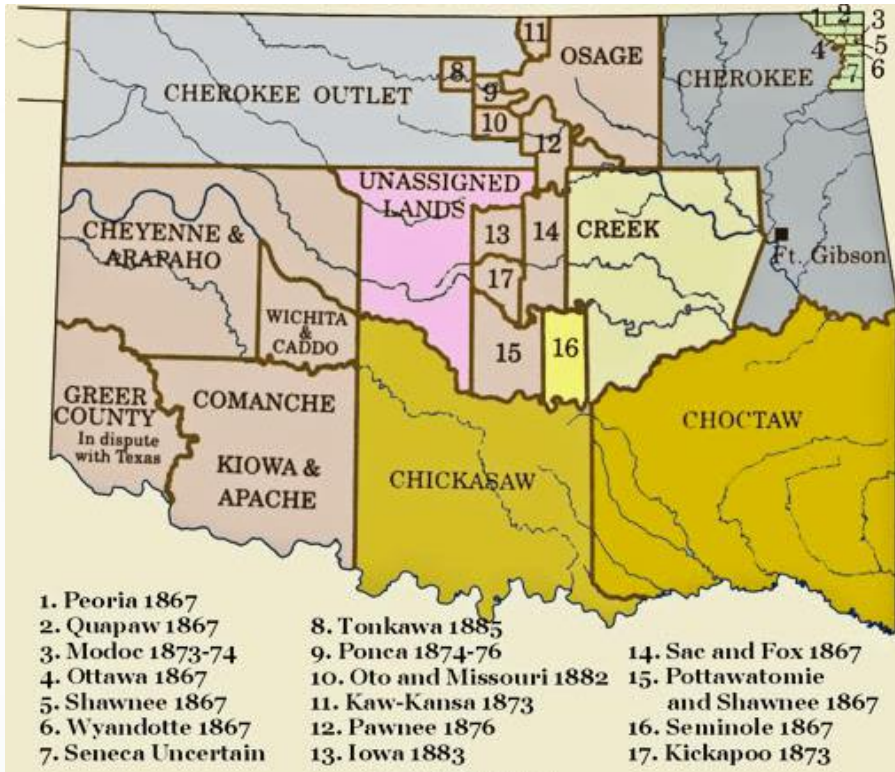 1
2
3
4
5
6
7
11
OSAGE
CHEROKEE
8
CHEROKEE OUTLET
9
10
12
UNASSIGNED
LANDS
CHEYENNE &
ARAPAHO
13
14
CREEK
Ft. Gibson
17
WICHITA
&
CADDO
15
16
GREER
COUNTY
In dispute
with Texas
COMANCHE
KIOWA &
APACHE
CHICKASAW
CHOCTAW
1. Peoria 1867
2. Quapaw 1867
3. Modoc 1873-74
4. Ottawa 1867
5. Shawnee 1867
6. Wyandotte 1867
7. Seneca Uncertain
8. Tonkawa 1885
9. Ponca 1874-76
10. Oto and Missouri 1882
11. Kaw-Kansa 1873
12. Pawnee 1876
13. Iowa 1883
14. Sac and Fox 1867
15. Pottawatomie
and Shawnee 1867
16. Seminole 1867
17. Kickapoo 1873